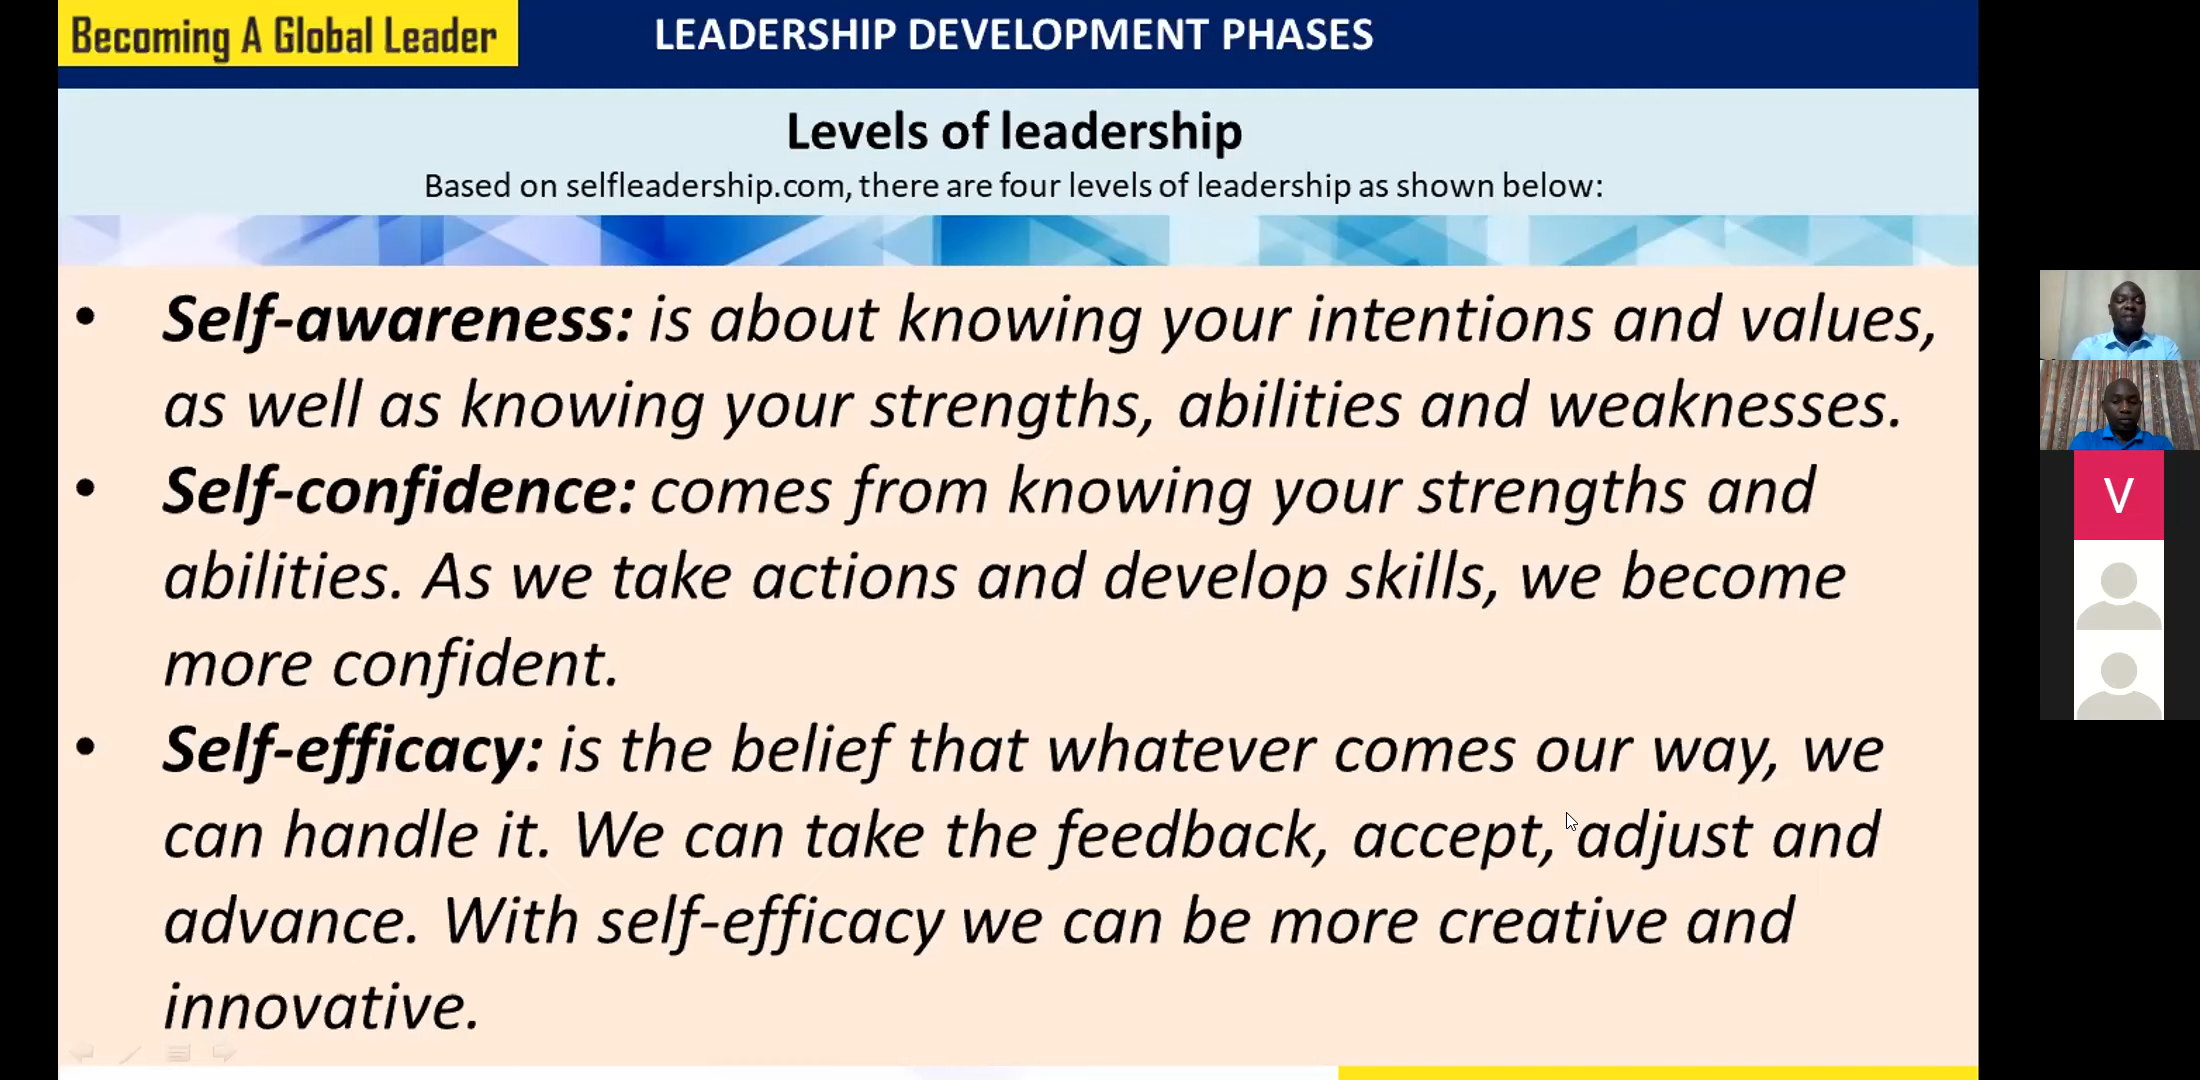 Becoming A Global Leader
LEADERSHIP DEVELOPMENT PHASES
Levels of leadership
Based on selfleadership.com, there are four levels of leadership as shown below:
• Self-awareness: is about knowing your intentions and values,
as well as knowing your strengths, abilities and weaknesses.
• Self-confidence: comes from knowing your strengths and
abilities. As we take actions and develop skills, we become
more confident.
• Self-efficacy: is the belief that whatever comes our way, we
can handle it. We can take the feedback, accept, adjust and
advance. With self-efficacy we can be more creative and
innovative.
V